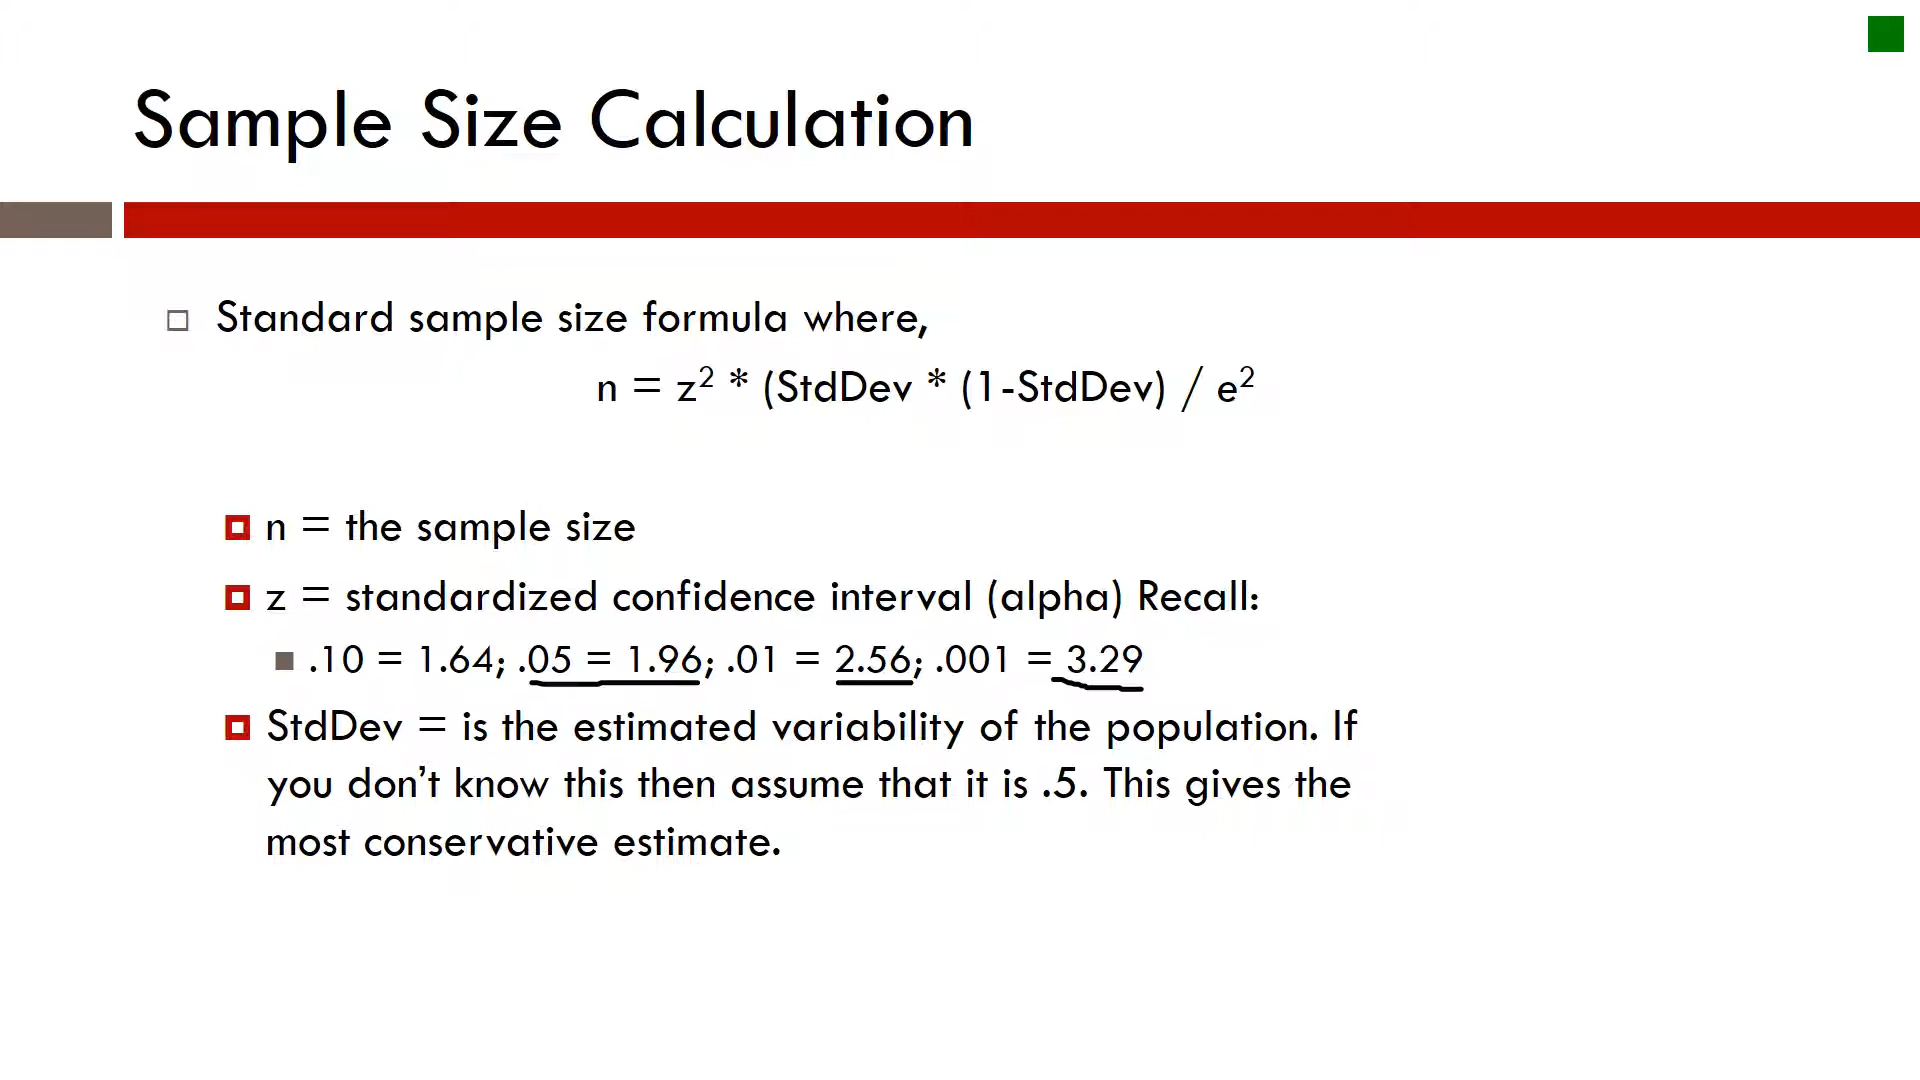 Sample Size Calculation
Standard sample size formula where,
n = z² * (StdDev * (1-StdDev) / e²
n = the sample size
z = standardized confidence interval (alpha) Recall:
.10 = 1.64; .05 = 1.96; .01 = 2.56; .001 = 3.29
StdDev = is the estimated variability of the population. If
you don’t know this then assume that it is .5. This gives the
most conservative estimate.